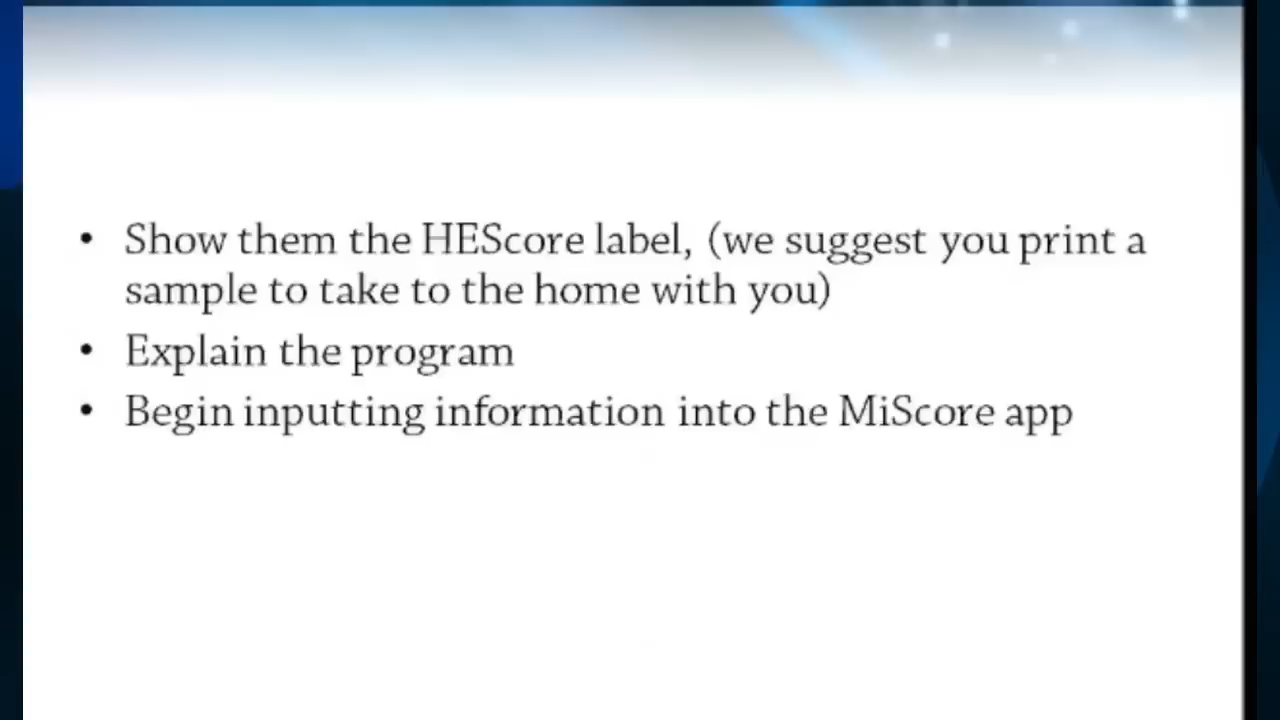 • Show them the HEScore label, (we suggest you print a
sample to take to the home with you)
• Explain the program
• Begin inputting information into the MiScore app